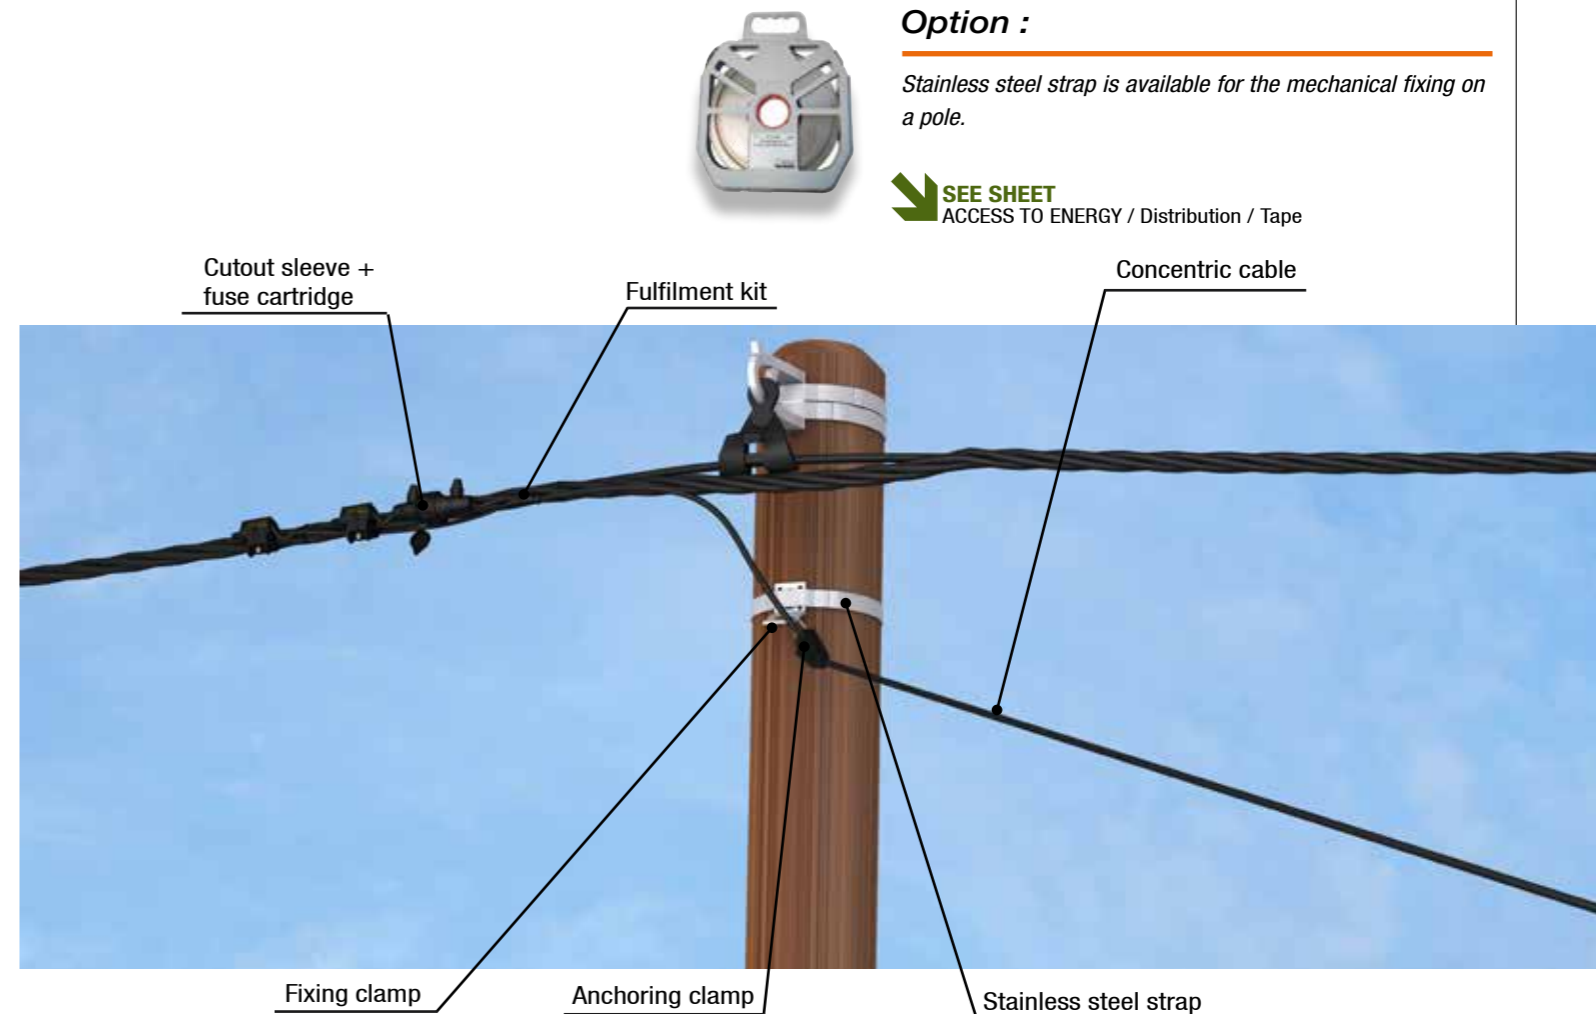 Option :
Stainless steel strap is available for the mechanical fixing on
a pole.
SEE SHEET
ACCESS TO ENERGY / Distribution / Tape
Cutout sleeve +
fuse cartridge
Fulfilment kit
Concentric cable
Fixing clamp
Anchoring clamp
Stainless steel strap